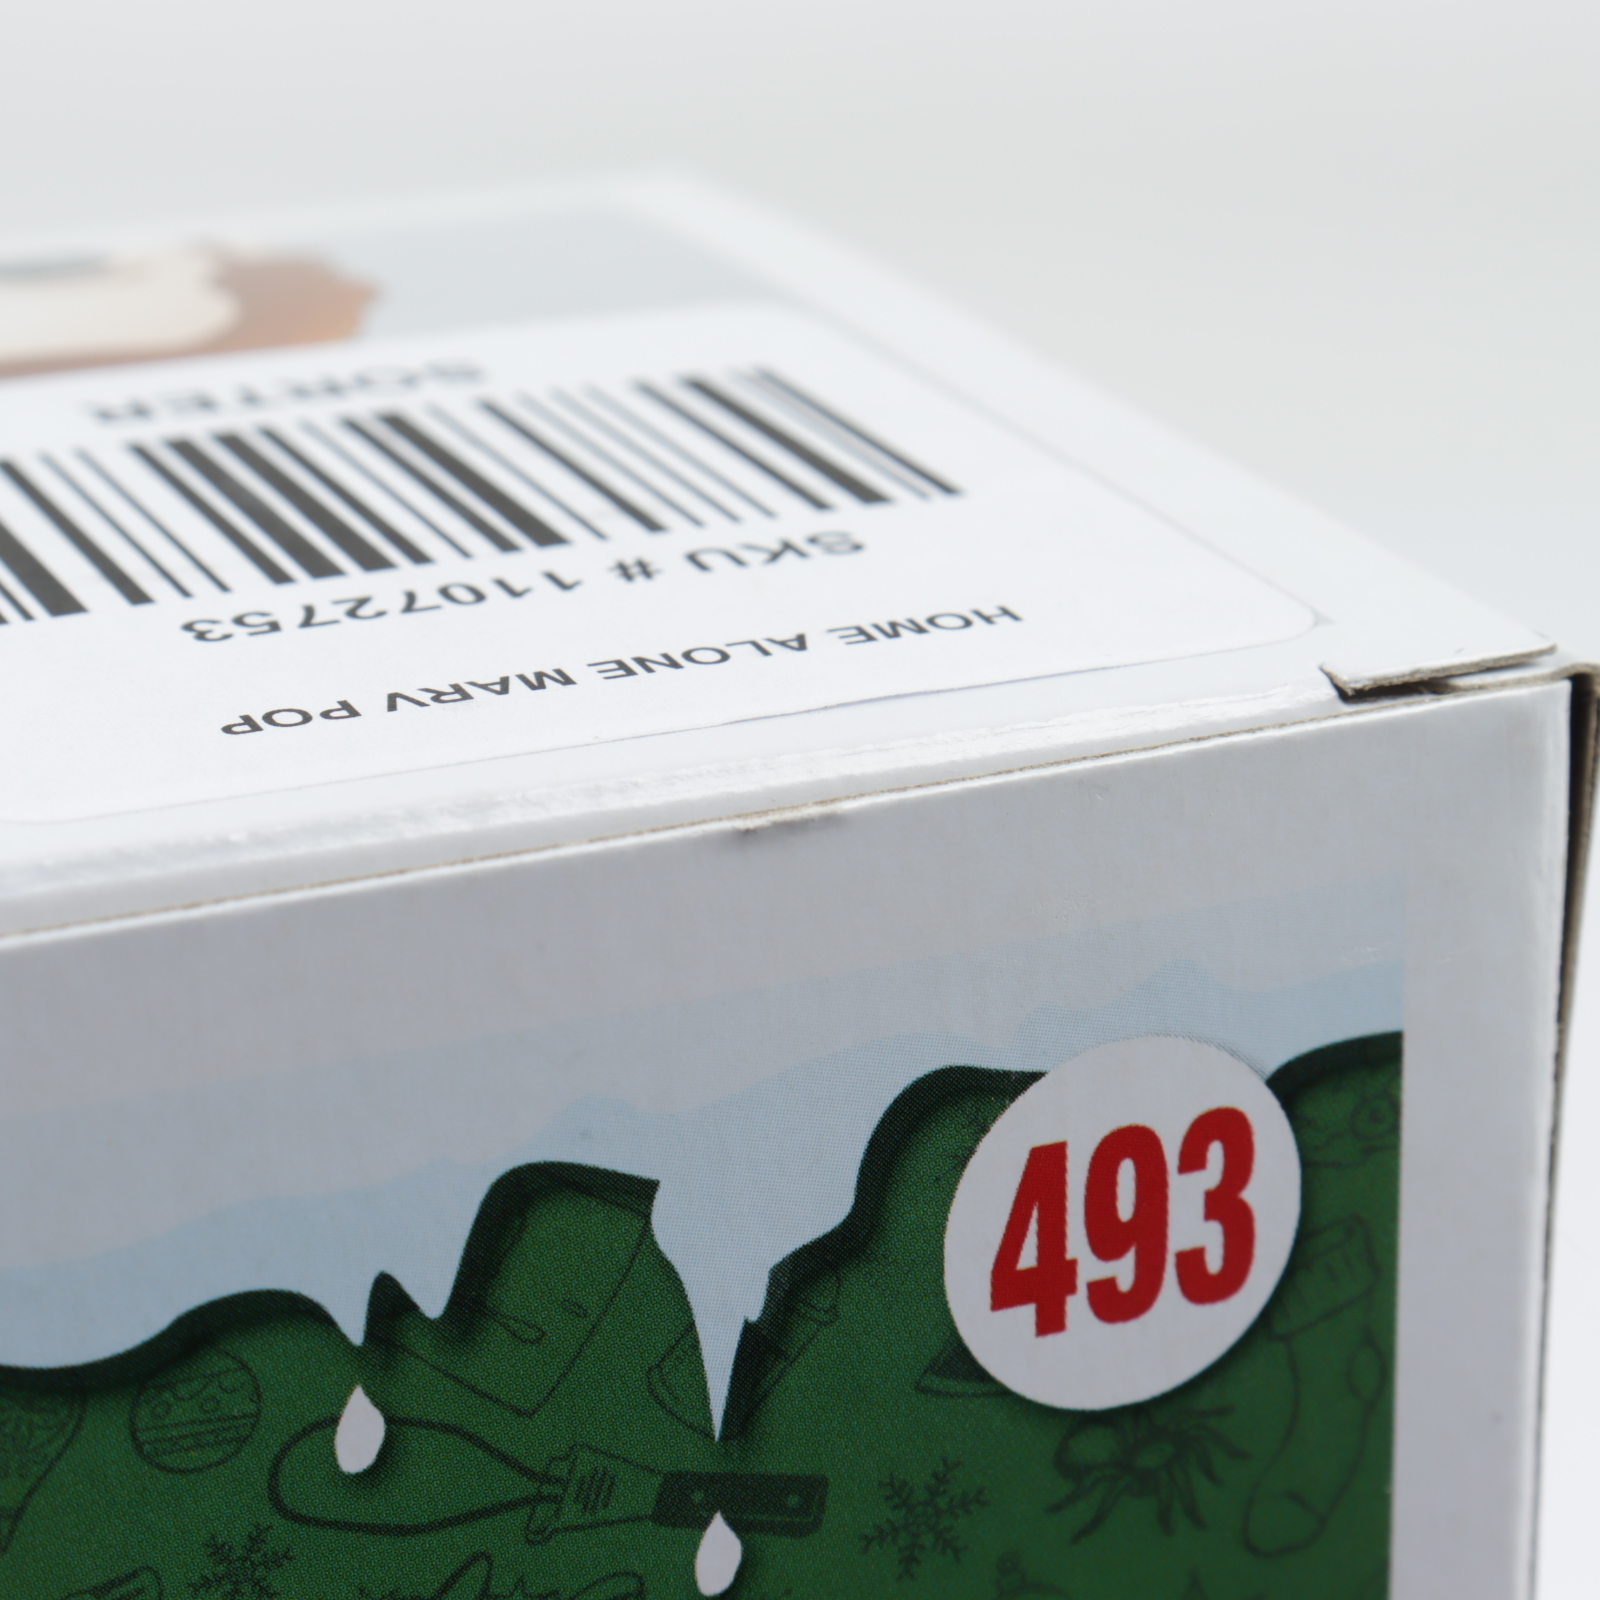 HOME ALONE MARV POP
SKU # 11072753
SORTER
493